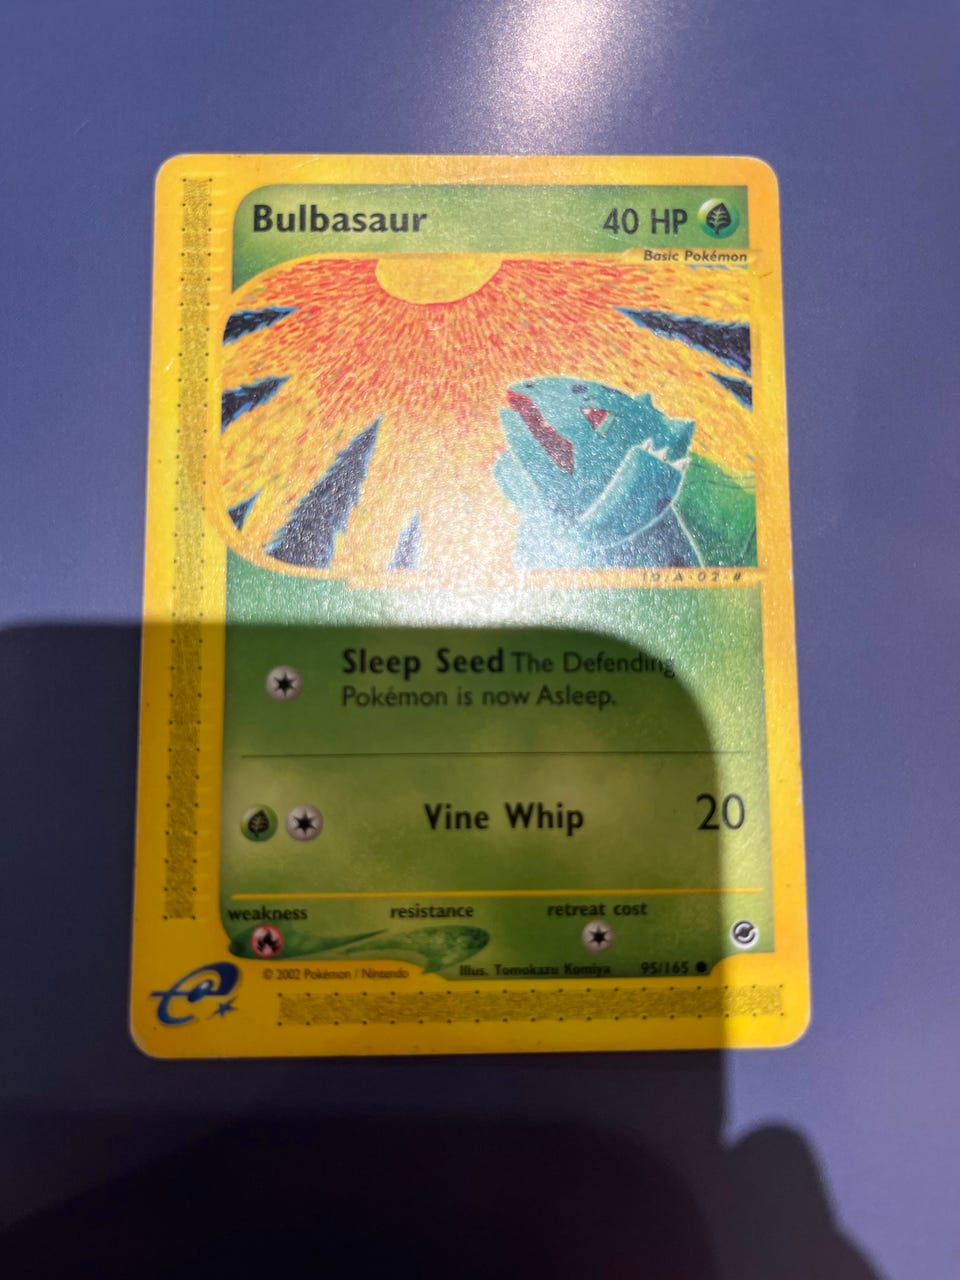 Bulbasaur 40 HP
Basic Pokémon
Sleep Seed The Defending
Pokémon is now Asleep.
Vine Whip 20
weakness resistance retreat cost
© 2002 Pokémon / Nintendo Illus. Tomokazu Komiya 95/165
e